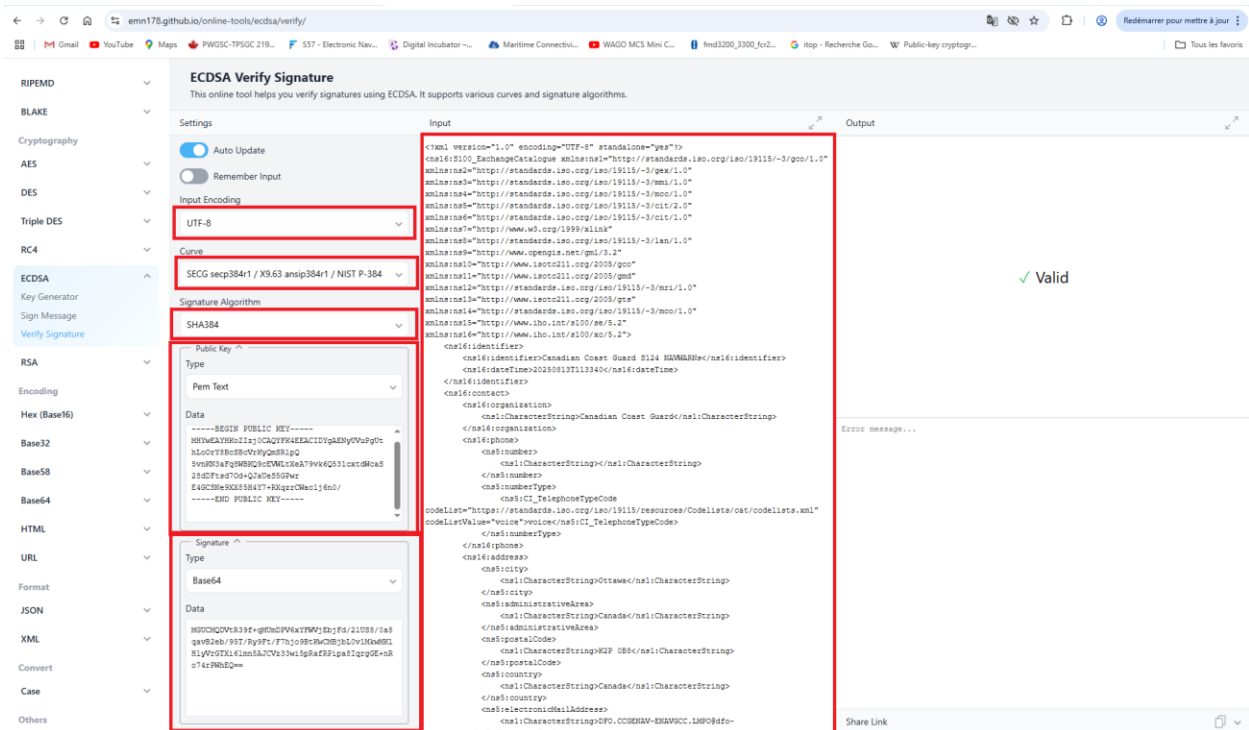 emn178.github.io/online-tools/ecdsa/verify/
Redémarrer pour mettre à jour
Gmail
YouTube
Maps
PWGSC-TPSGC 219...
S57 - Electronic Nav...
Digital Incubator –...
Maritime Connectivi...
WAGO MCS Mini C...
fmd3200_3300_fcr2...
itop - Recherche Go...
Public-key cryptogr...
Tous les favoris
RIPEMD
BLAKE
Cryptography
AES
DES
Triple DES
RC4
ECDSA
Key Generator
Sign Message
Verify Signature
RSA
Encoding
Hex (Base16)
Base32
Base58
Base64
HTML
URL
Format
JSON
XML
Convert
Case
Others
ECDSA Verify Signature
This online tool helps you verify signatures using ECDSA. It supports various curves and signature algorithms.
Settings
Auto Update
Remember Input
Input Encoding
UTF-8
Curve
SECG secp384r1 / X9.63 ansip384r1 / NIST P-384
Signature Algorithm
SHA384
Public Key
Type
Pem Text
Data
-----BEGIN PUBLIC KEY-----
-----END PUBLIC KEY-----
Signature
Type
Base64
Data
Input
<?xml version="1.0" encoding="UTF-8" standalone="yes"?>
<ns16:S100_ExchangeCatalogue xmlns:ns1="http://standards.iso.org/iso/19115/-3/gco/1.0"
xmlns:ns2="http://standards.iso.org/iso/19115/-3/gex/1.0"
xmlns:ns3="http://standards.iso.org/iso/19115/-3/mmi/1.0"
xmlns:ns4="http://standards.iso.org/iso/19115/-3/mcc/1.0"
xmlns:ns5="http://standards.iso.org/iso/19115/-3/cit/2.0"
xmlns:ns6="http://standards.iso.org/iso/19115/-3/cit/1.0"
xmlns:ns7="http://www.w3.org/1999/xlink"
xmlns:ns8="http://standards.iso.org/iso/19115/-3/lan/1.0"
xmlns:ns9="http://www.opengis.net/gml/3.2"
xmlns:ns10="http://www.isotc211.org/2005/gco"
xmlns:ns11="http://www.isotc211.org/2005/gmd"
xmlns:ns12="http://standards.iso.org/iso/19115/-3/mri/1.0"
xmlns:ns13="http://www.isotc211.org/2005/gts"
xmlns:ns14="http://standards.iso.org/iso/19115/-3/mco/1.0"
xmlns:ns15="http://www.iho.int/s100/se/5.2"
xmlns:ns16="http://www.iho.int/s100/xc/5.2">
<ns16:identifier>
<ns16:identifier>Canadian Coast Guard S124 NAVWARNs</ns16:identifier>
<ns16:dateTime>20250813T113340</ns16:dateTime>
</ns16:identifier>
<ns16:contact>
<ns16:organization>
<ns1:CharacterString>Canadian Coast Guard</ns1:CharacterString>
</ns16:organization>
<ns16:phone>
<ns5:number>
<ns1:CharacterString></ns1:CharacterString>
</ns5:number>
<ns5:numberType>
<ns5:CI_TelephoneTypeCode
codeList="https://standards.iso.org/iso/19115/resources/Codelists/cat/codelists.xml"
codeListValue="voice">voice</ns5:CI_TelephoneTypeCode>
</ns5:numberType>
</ns16:phone>
<ns16:address>
<ns5:city>
<ns1:CharacterString>Ottawa</ns1:CharacterString>
</ns5:city>
<ns5:administrativeArea>
<ns1:CharacterString>Canada</ns1:CharacterString>
</ns5:administrativeArea>
<ns5:postalCode>
<ns1:CharacterString>K2P 0B8</ns1:CharacterString>
</ns5:postalCode>
<ns5:country>
<ns1:CharacterString>Canada</ns1:CharacterString>
</ns5:country>
<ns5:electronicMailAddress>
<ns1:CharacterString>DFO.CCGENAV-ENAVGCC.LMPO@dfo-
Output
✓ Valid
Error message...
Share Link